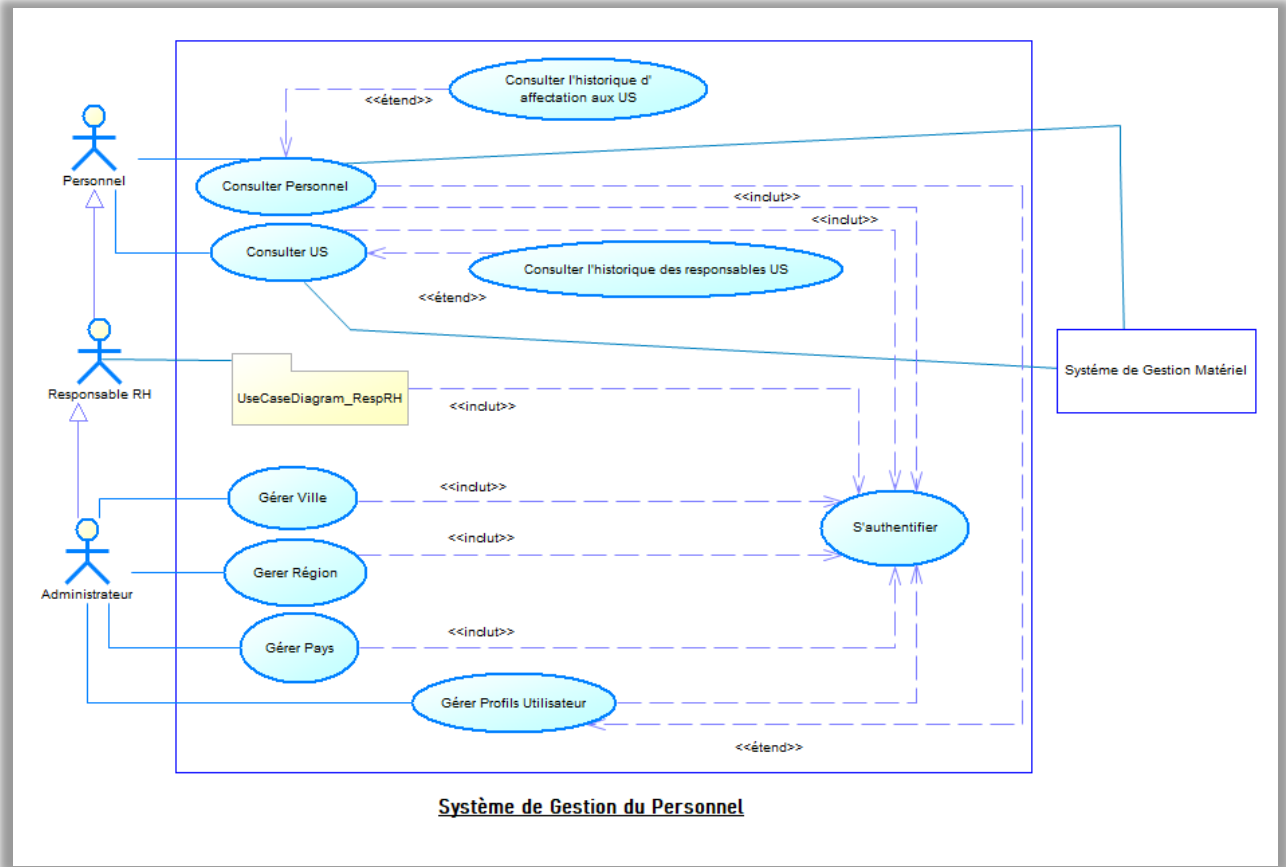 Consulter l'historique d'
affectation aux US
<<étend>>
Personnel
Consulter Personnel
<<inclut>>
<<inclut>>
Consulter US
Consulter l'historique des responsables US
<<étend>>
Responsable RH
UseCaseDiagram_RespRH
<<inclut>>
Systéme de Gestion Matériel
Gérer Ville
<<inclut>>
S'authentifier
<<inclut>>
Gerer Région
Administrateur
<<inclut>>
Gérer Pays
Gérer Profils Utilisateur
<<étend>>
Système de Gestion du Personnel